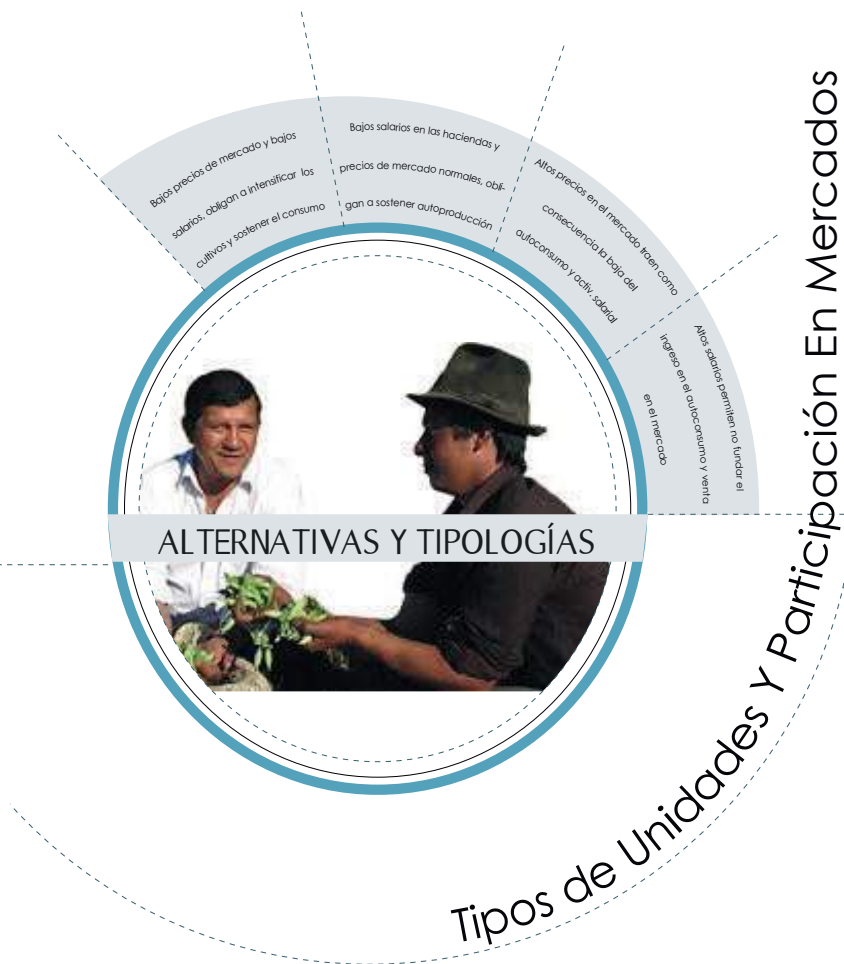 Bajos precios de mercado y bajos
salarios, obligan a intensificar los
cultivos y sostener el consumo
Bajos salarios en las haciendas y
precios de mercado normales, obli-
gan a sostener autoproducción
Altos precios en el mercado traen como
consecuencia la baja del
autoconsumo y activ. salarial
Altos salarios permiten no fundar el
ingreso en el autoconsumo y venta
en el mercado
ALTERNATIVAS Y TIPOLOGÍAS
Tipos de Unidades Y Participación En Mercados